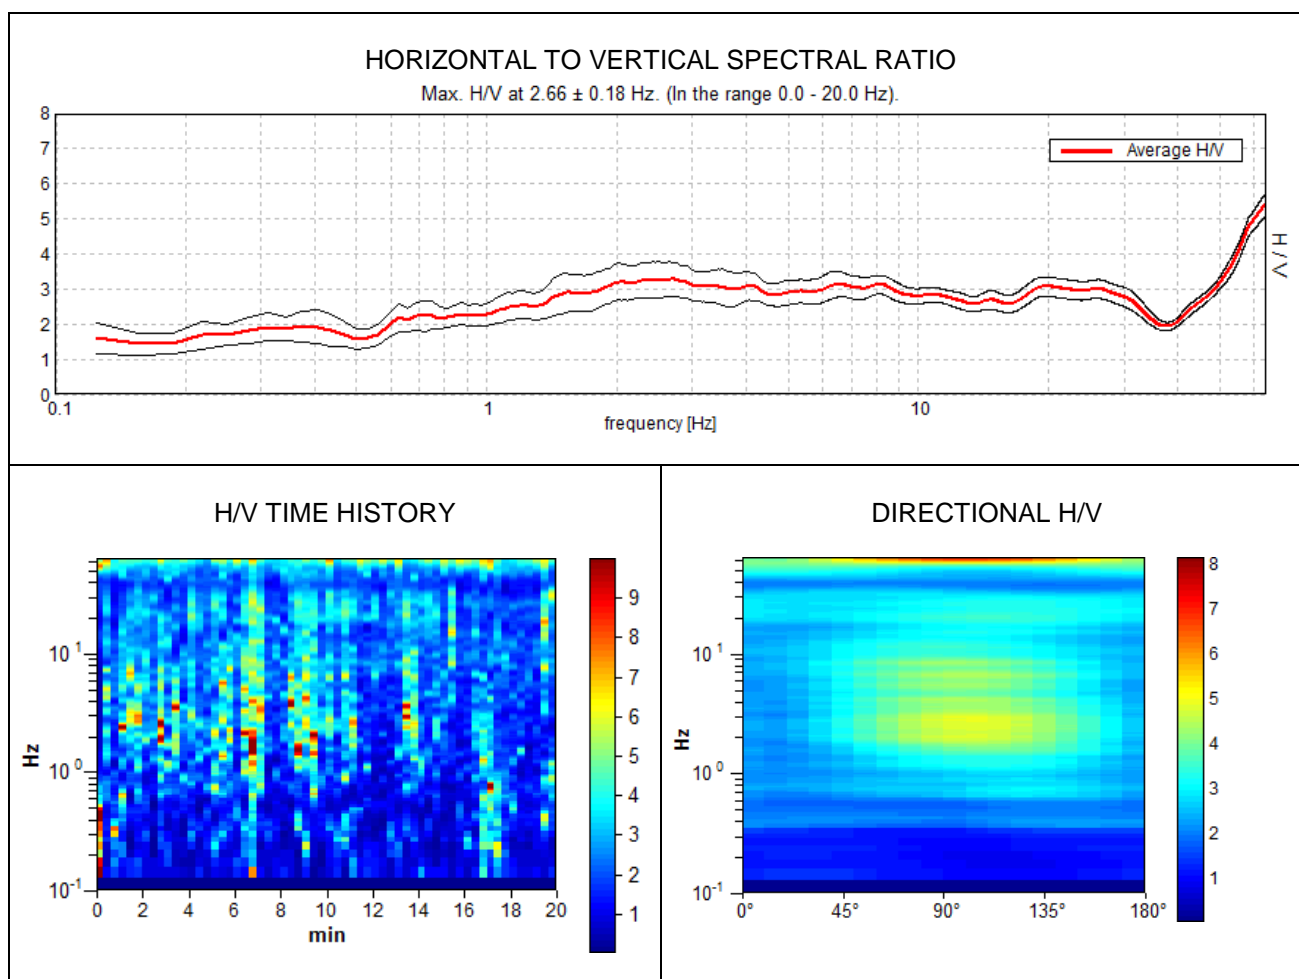 HORIZONTAL TO VERTICAL SPECTRAL RATIO
Max. H/V at 2.66 ± 0.18 Hz. (In the range 0.0 - 20.0 Hz).
8
7
6
5
4
3
2
1
0
Average H/V
H/V
0.1 1 10
frequency [Hz]
H/V TIME HISTORY
10¹
10⁰
10⁻¹
Hz
0 2 4 6 8 10 12 14 16 18 20
min
9
8
7
6
5
4
3
2
1
DIRECTIONAL H/V
10¹
10⁰
10⁻¹
Hz
0° 45° 90° 135° 180°
8
7
6
5
4
3
2
1